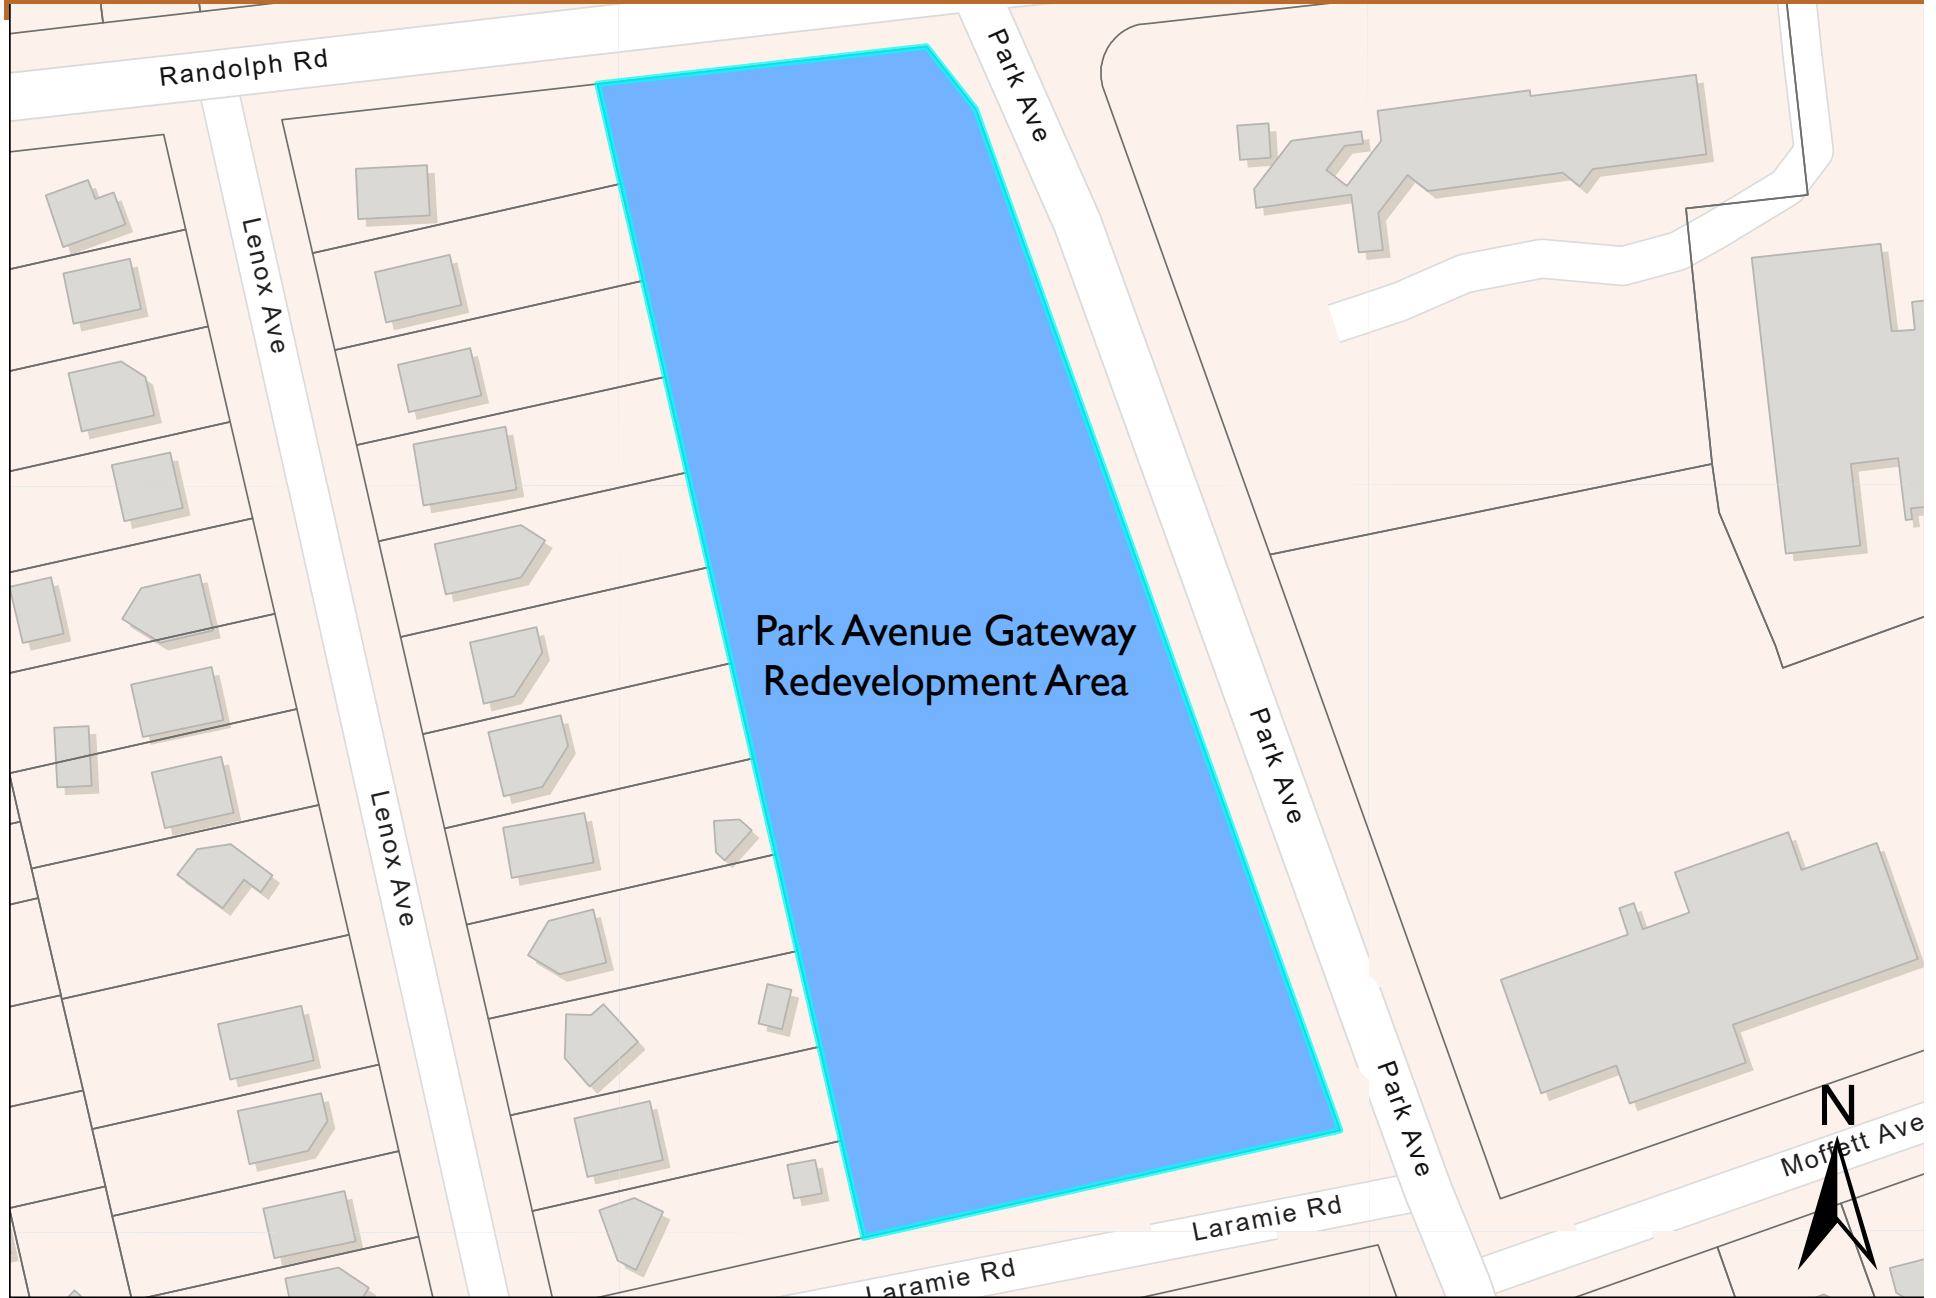 Randolph Rd
Park Ave
Lenox Ave
Park Avenue Gateway
Redevelopment Area
Park Ave
Lenox Ave
Park Ave
N
Moffett Ave
Laramie Rd
Laramie Rd